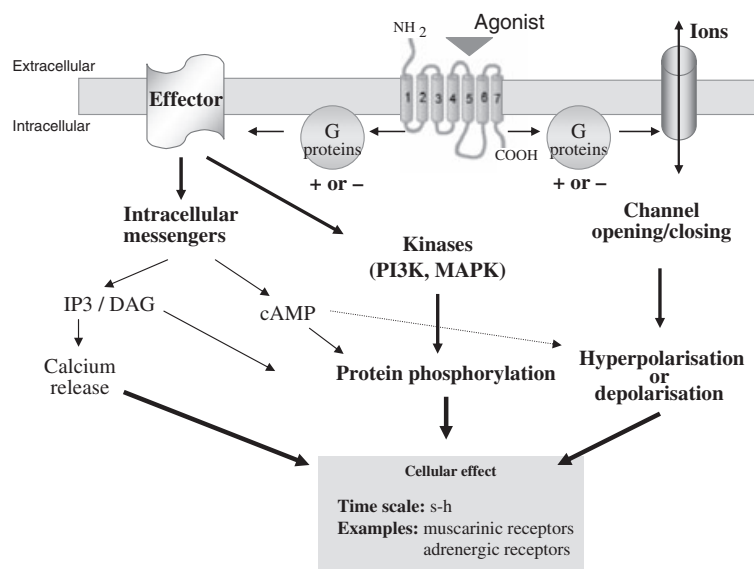 NH2
Agonist
Ions
Extracellular
Effector
1 2 3 4 5 6 7
Intracellular
G
proteins
G
proteins
COOH
+ or –
+ or –
Intracellular
messengers
Kinases
(PI3K, MAPK)
Channel
opening/closing
IP3 / DAG
cAMP
Calcium
release
Protein phosphorylation
Hyperpolarisation
or
depolarisation
Cellular effect
Time scale: s-h
Examples: muscarinic receptors
adrenergic receptors